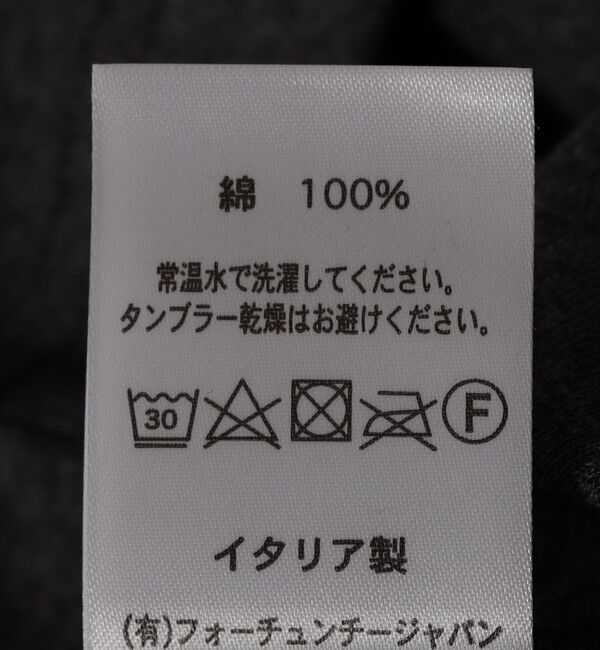 綿 100%
常温水で洗濯してください。
タンブラー乾燥はお避けください。
30 F
イタリア製
(有)フォーチュンチージャパン